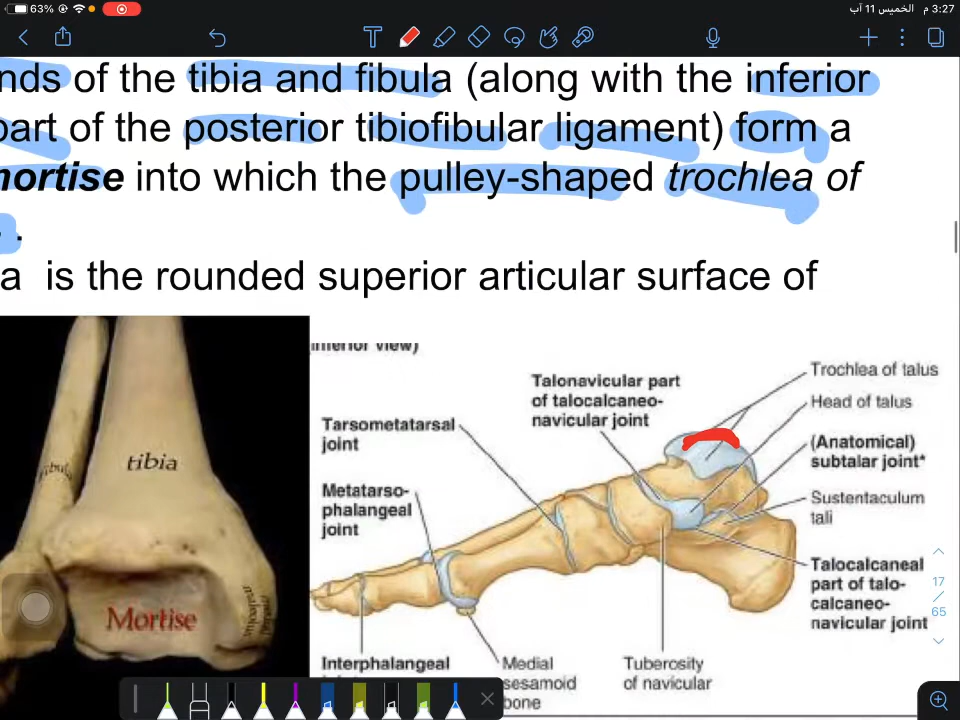 63%
3:27 م الخميس 11 آب
nds of the tibia and fibula (along with the inferior
part of the posterior tibiofibular ligament) form a
mortise into which the pulley-shaped trochlea of
.
a is the rounded superior articular surface of
(inferior view)
Trochlea of talus
Talonavicular part
of talocalcaneo-
navicular joint
Head of talus
Tarsometatarsal
joint
(Anatomical)
subtalar joint*
Metatarso-
phalangeal
joint
Sustentaculum
tali
Talocalcaneal
part of talo-
calcaneo-
navicular joint
Interphalangeal
Medial
sesamoid
bone
Tuberosity
of navicular
tibia
Mortise
17
/
65